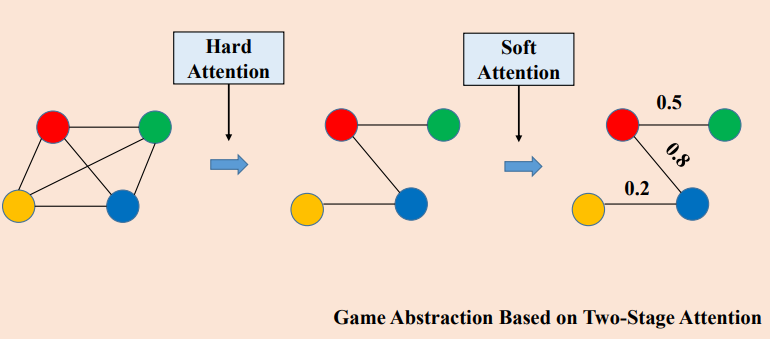 Hard
Attention
Soft
Attention
0.5
0.8
0.2
Game Abstraction Based on Two-Stage Attention